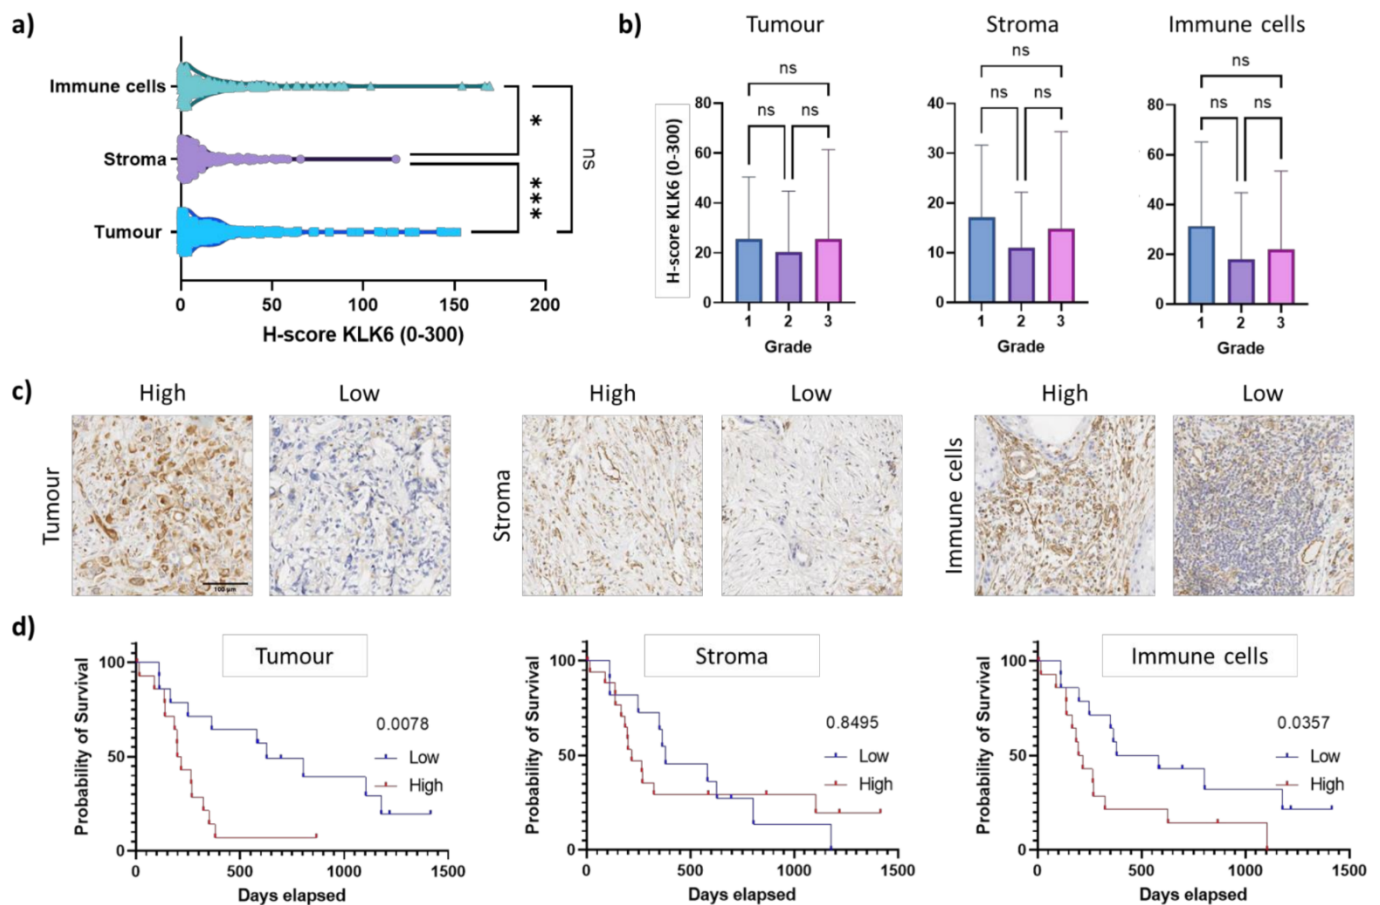 a)
Immune cells
Stroma
Tumour
*
***
ns
0 50 100 150 200
H-score KLK6 (0-300)
b)
Tumour Stroma Immune cells
H-score KLK6 (0-300)
ns
ns ns
80
60
40
20
0
1 2 3
Grade
ns
ns ns
40
30
20
10
0
1 2 3
Grade
ns
ns ns
80
60
40
20
0
1 2 3
Grade
c)
High Low High Low High Low
Tumour
100 µm
Stroma
Immune cells
d)
Tumour
Probability of Survival
100
50
0
0.0078
Low
High
0 500 1000 1500
Days elapsed
Stroma
Probability of Survival
100
50
0
0.8495
Low
High
0 500 1000 1500
Days elapsed
Immune cells
Probability of Survival
100
50
0
0.0357
Low
High
0 500 1000 1500
Days elapsed